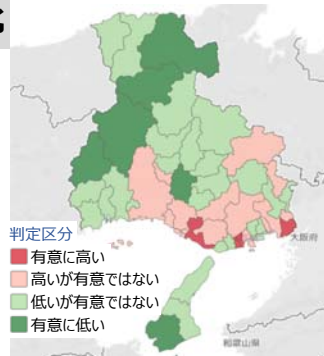 判定区分
有意に高い
高いが有意ではない
低いが有意ではない
有意に低い
大阪府
和歌山県